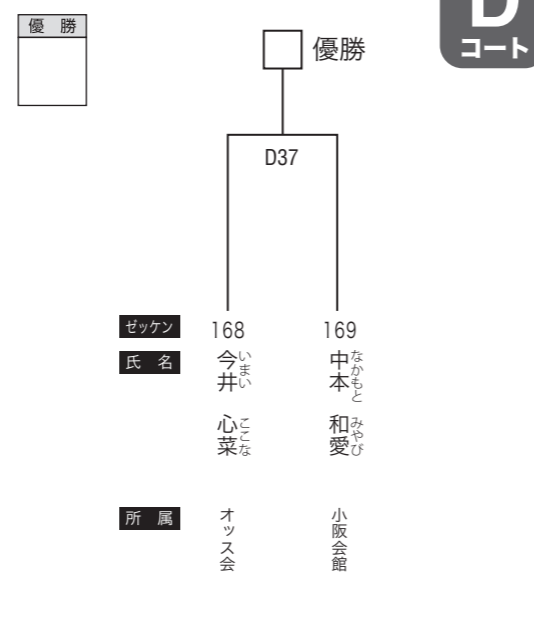 優 勝
優勝
D
コート
D37
ゼッケン
168
169
氏 名
今井 心菜
いまい ここな
中本 和愛
なかもと みやび
所 属
オッス会
小阪会館